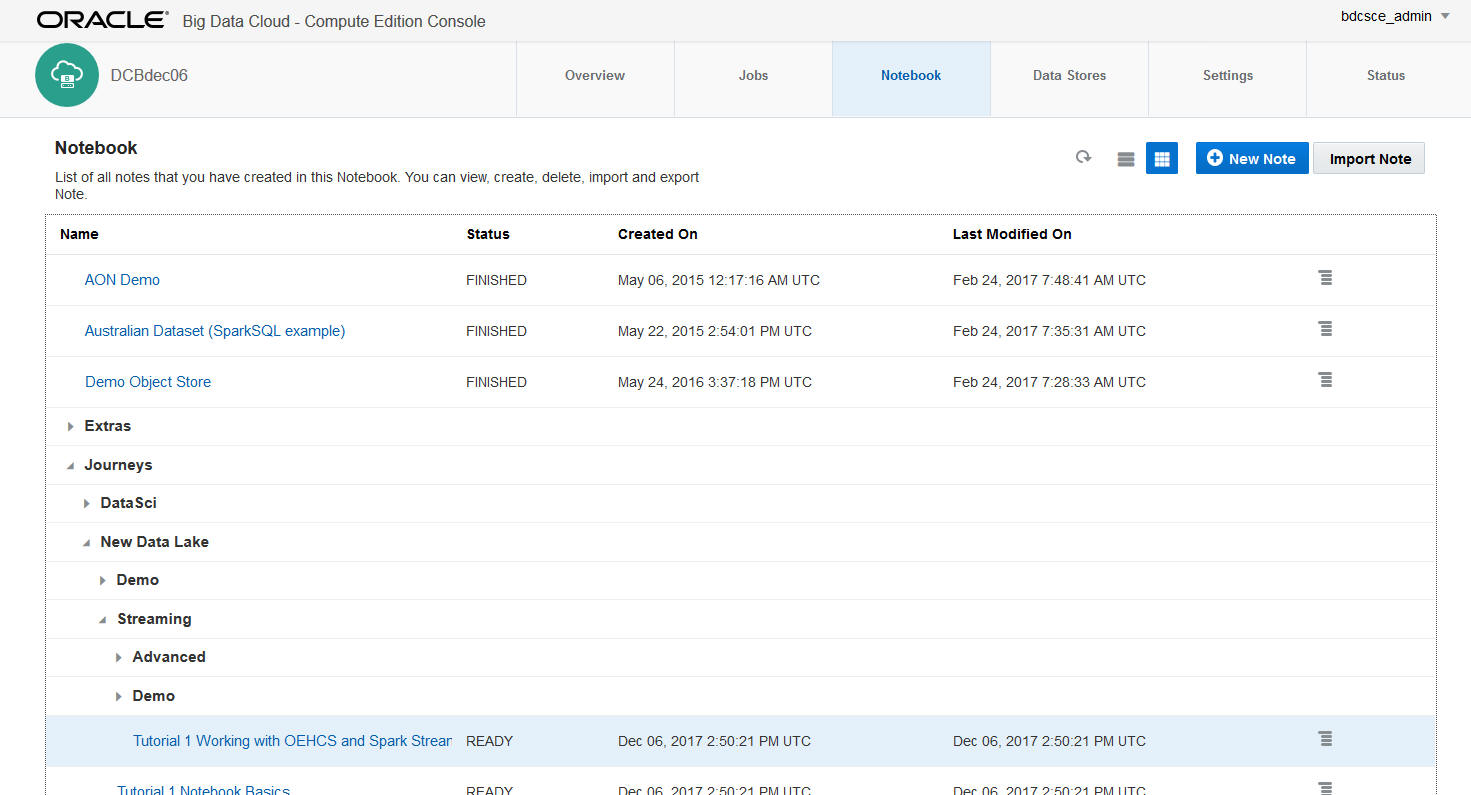 ORACLE Big Data Cloud - Compute Edition Console
bdcsce_admin
DCBdec06
Overview
Jobs
Notebook
Data Stores
Settings
Status
Notebook
List of all notes that you have created in this Notebook. You can view, create, delete, import and export
Note.
New Note
Import Note
Name Status Created On Last Modified On
AON Demo FINISHED May 06, 2015 12:17:16 AM UTC Feb 24, 2017 7:48:41 AM UTC
Australian Dataset (SparkSQL example) FINISHED May 22, 2015 2:54:01 PM UTC Feb 24, 2017 7:35:31 AM UTC
Demo Object Store FINISHED May 24, 2016 3:37:18 PM UTC Feb 24, 2017 7:28:33 AM UTC
Extras
Journeys
DataSci
New Data Lake
Demo
Streaming
Advanced
Demo
Tutorial 1 Working with OEHCS and Spark Strear READY Dec 06, 2017 2:50:21 PM UTC Dec 06, 2017 2:50:21 PM UTC
Tutorial 1 Notebook Basics READY Dec 06, 2017 2:50:21 PM UTC Dec 06, 2017 2:50:21 PM UTC